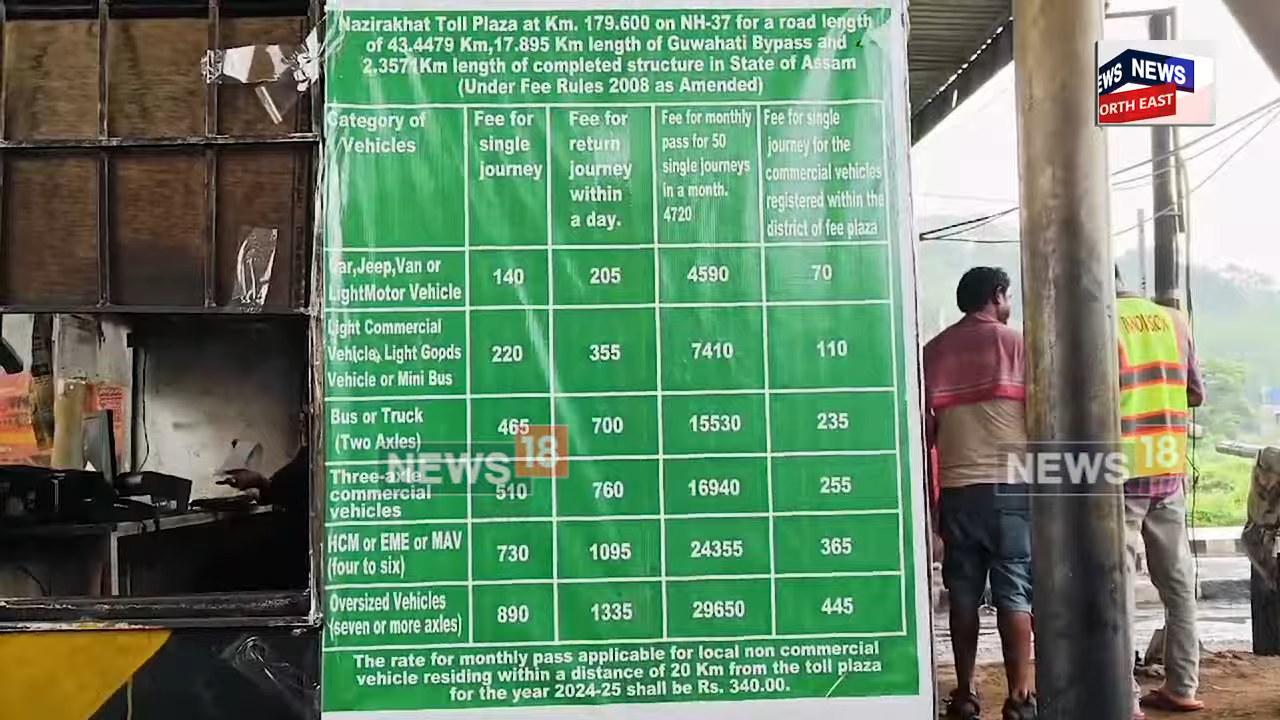 Nazirakhat Toll Plaza at Km. 179.600 on NH-37 for a road length
of 43.4479 Km,17.895 Km length of Guwahati Bypass and
2.3571Km length of completed structure in State of Assam
(Under Fee Rules 2008 as Amended)
Category of
Vehicles
Fee for
single
journey
Fee for
return
journey
within
a day.
Fee for monthly
pass for 50
single journeys
in a month.
4720
Fee for single
journey for the
commercial vehicles
registered within the
district of fee plaza
Car,Jeep,Van or
LightMotor Vehicle
140
205
4590
70
Light Commercial
Vehicle, Light Goods
Vehicle or Mini Bus
220
355
7410
110
Bus or Truck
(Two Axles)
465
700
15530
235
Three-axle
commercial
vehicles
510
760
16940
255
HCM or EME or MAV
(four to six)
730
1095
24355
365
Oversized Vehicles
(seven or more axles)
890
1335
29650
445
The rate for monthly pass applicable for local non commercial
vehicle residing within a distance of 20 Km from the toll plaza
for the year 2024-25 shall be Rs. 340.00.
NEWS18
NEWS18
EWS NEWS
ORTH EAST